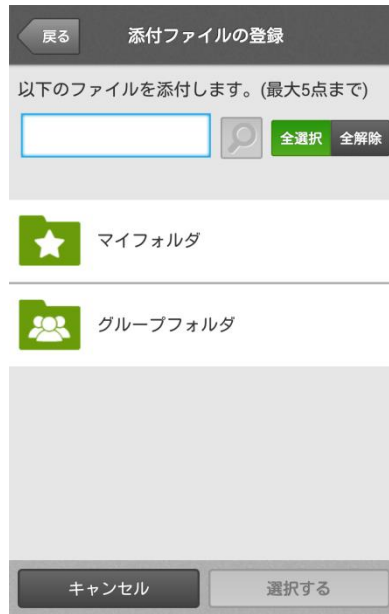 戻る 添付ファイルの登録
以下のファイルを添付します。(最大5点まで)
全選択 全解除
マイフォルダ
グループフォルダ
キャンセル 選択する